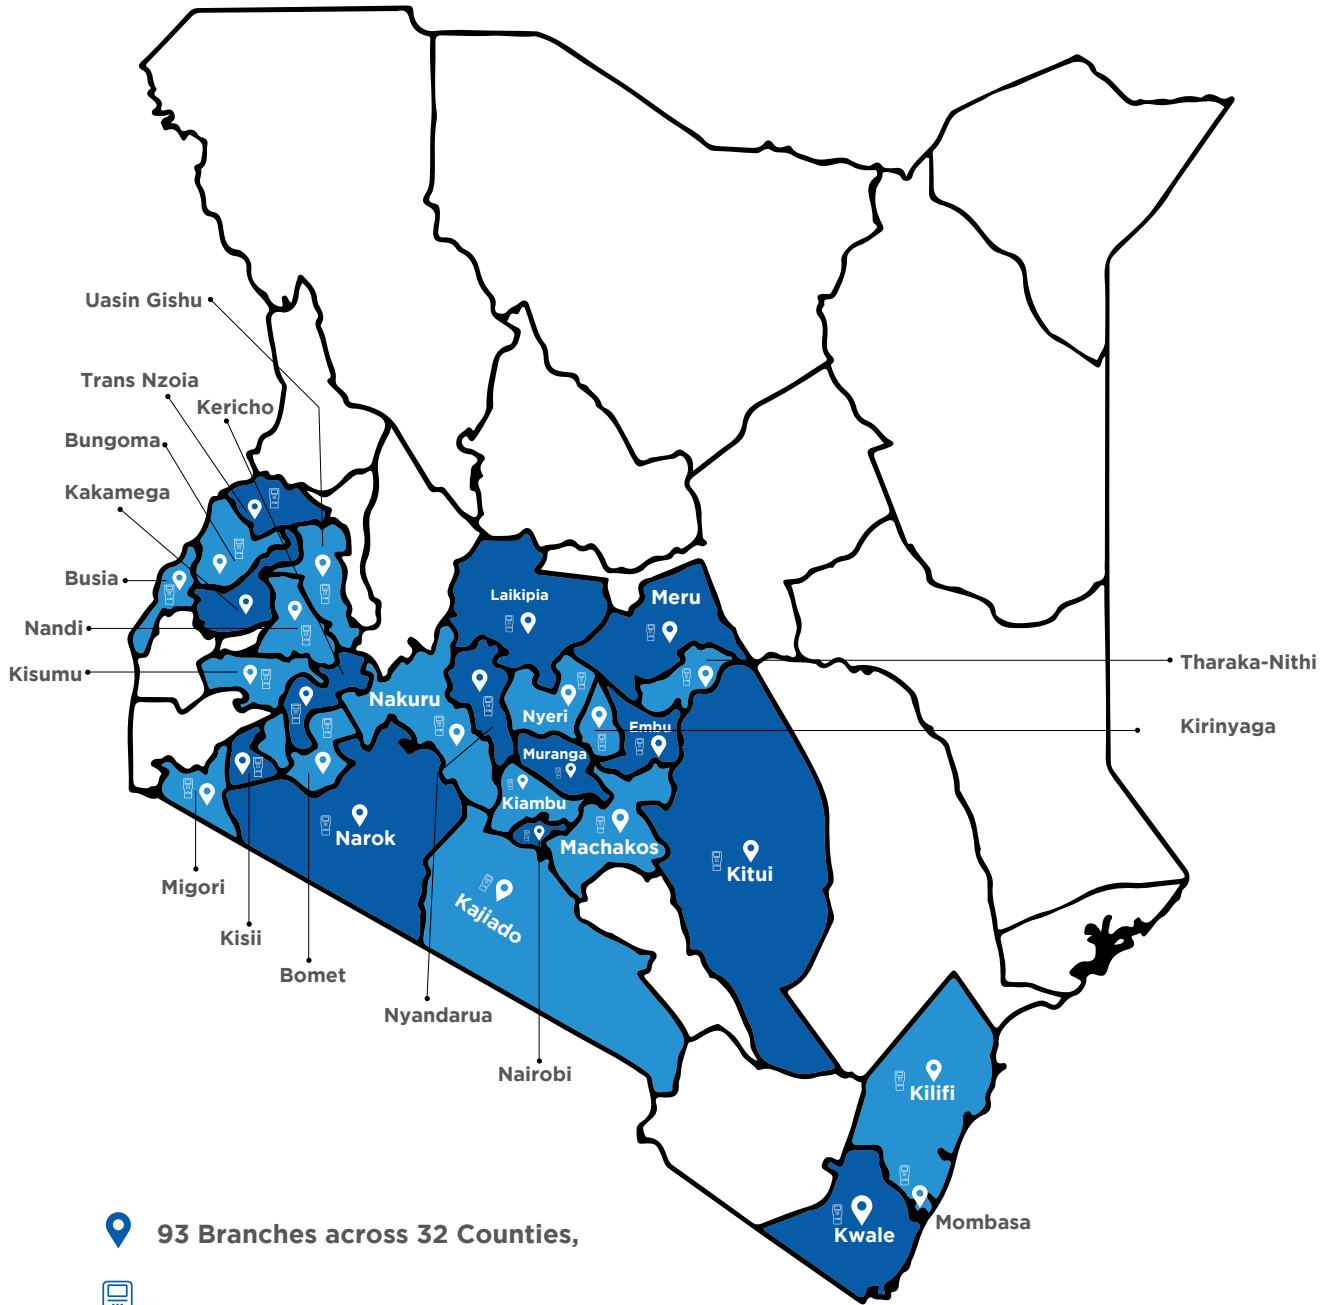 Uasin Gishu
Trans Nzoia
Kericho
Bungoma
Kakamega
Busia
Laikipia
Meru
Nandi
Tharaka-Nithi
Kisumu
Nakuru
Nyeri
Embu
Kirinyaga
Muranga
Kiambu
Narok
Machakos
Kitui
Migori
Kajiado
Kisii
Bomet
Nyandarua
Nairobi
Kilifi
Mombasa
Kwale
93 Branches across 32 Counties,